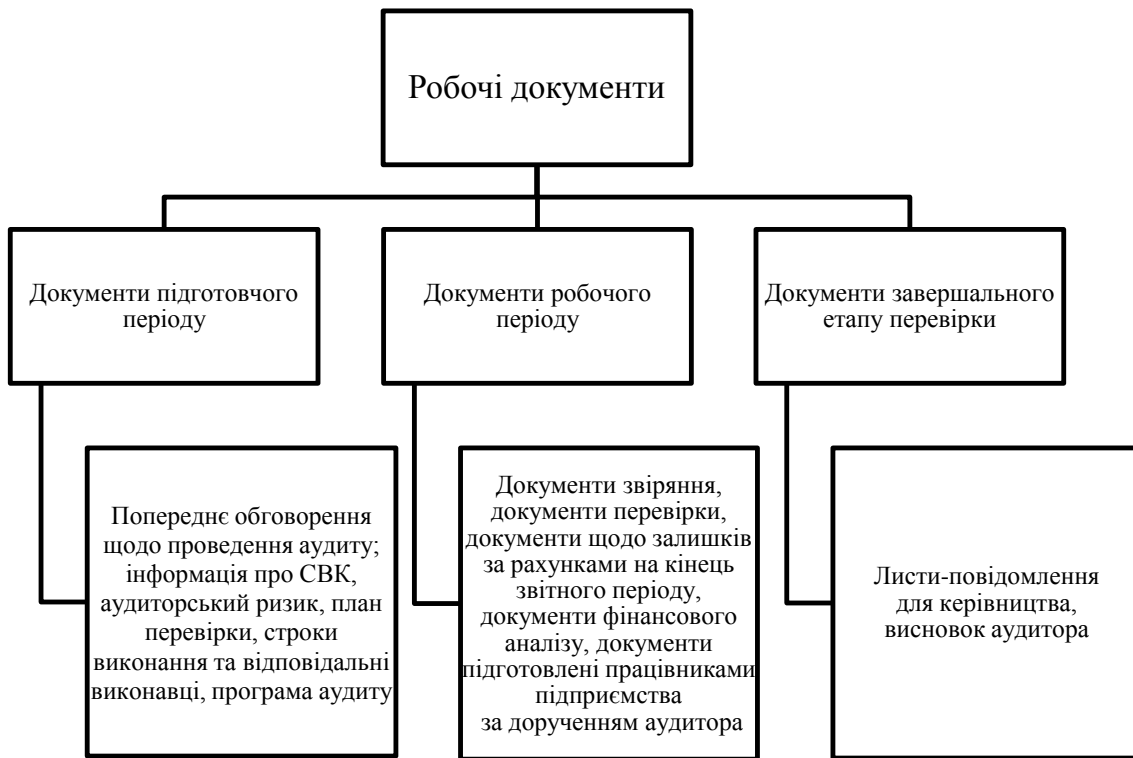 Робочі документи
Документи підготовчого
періоду
Документи робочого
періоду
Документи завершального
етапу перевірки
Попереднє обговорення
щодо проведення аудиту;
інформація про СВК,
аудиторський ризик, план
перевірки, строки
виконання та відповідальні
виконавці, програма аудиту
Документи звіряння,
документи перевірки,
документи щодо залишків
за рахунками на кінець
звітного періоду,
документи фінансового
аналізу, документи
підготовлені працівниками
підприємства
за дорученням аудитора
Листи-повідомлення
для керівництва,
висновок аудитора